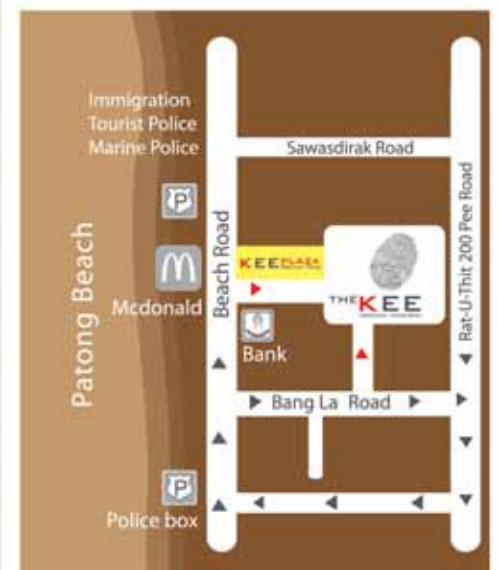 Immigration
Tourist Police
Marine Police
Sawasdirak Road
P
Beach Road
Rat-U-Thit 200 Pee Road
Patong Beach
KEE PLAZA
THE KEE
Mcdonald
Bank
Bang La Road
P
Police box